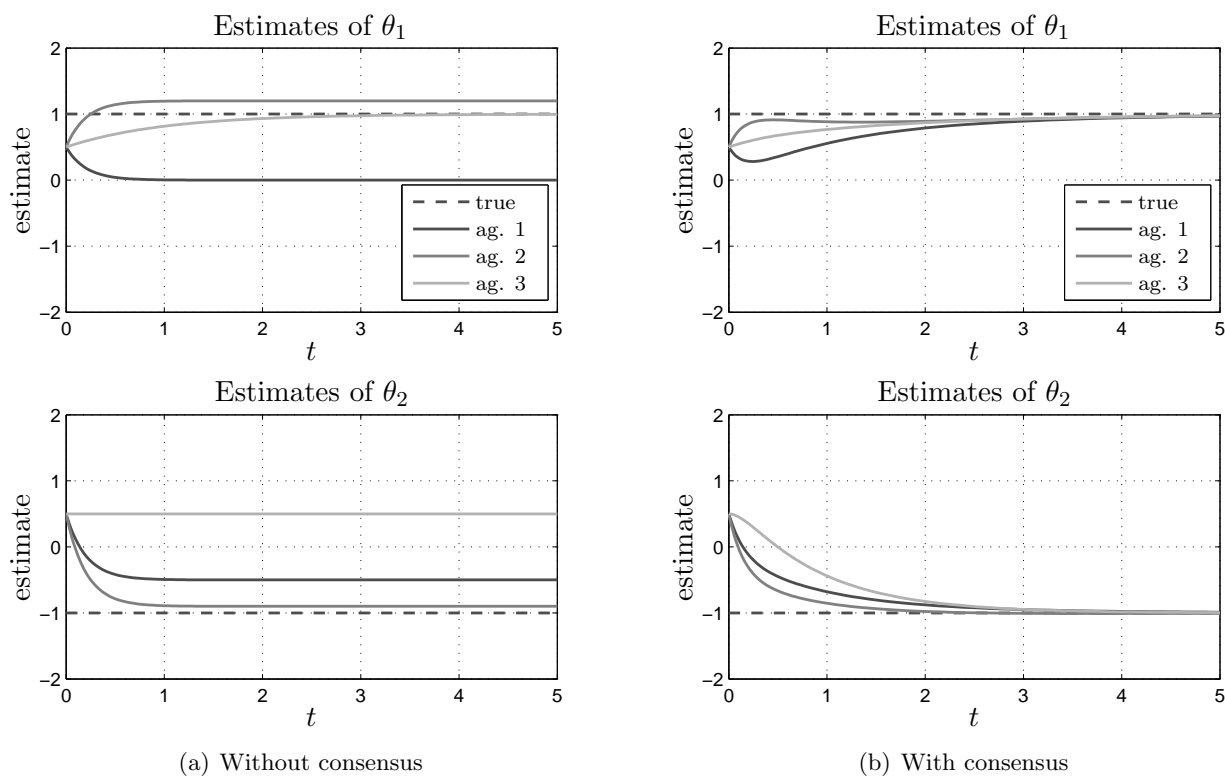 Estimates of θ1
2
1
0
−1
−2
estimate
0 1 2 3 4 5
t
true
ag. 1
ag. 2
ag. 3
Estimates of θ2
2
1
0
−1
−2
estimate
0 1 2 3 4 5
t
(a) Without consensus
Estimates of θ1
2
1
0
−1
−2
estimate
0 1 2 3 4 5
t
true
ag. 1
ag. 2
ag. 3
Estimates of θ2
2
1
0
−1
−2
estimate
0 1 2 3 4 5
t
(b) With consensus